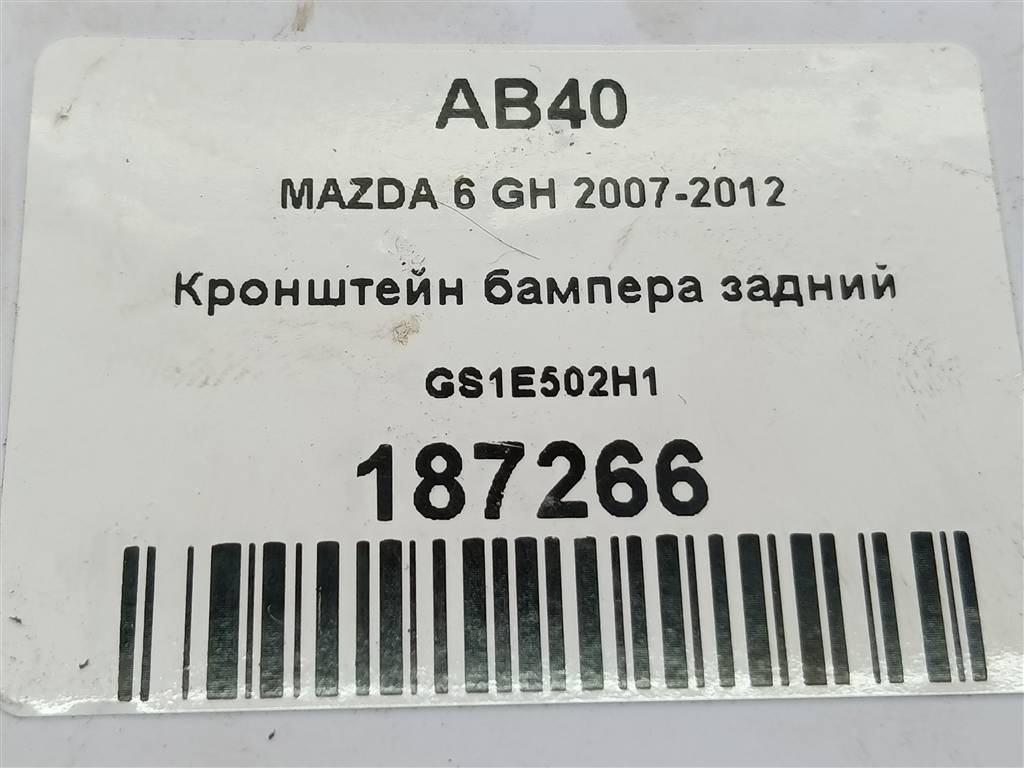 AB40
MAZDA 6 GH 2007-2012
Кронштейн бампера задний
GS1E502H1
187266